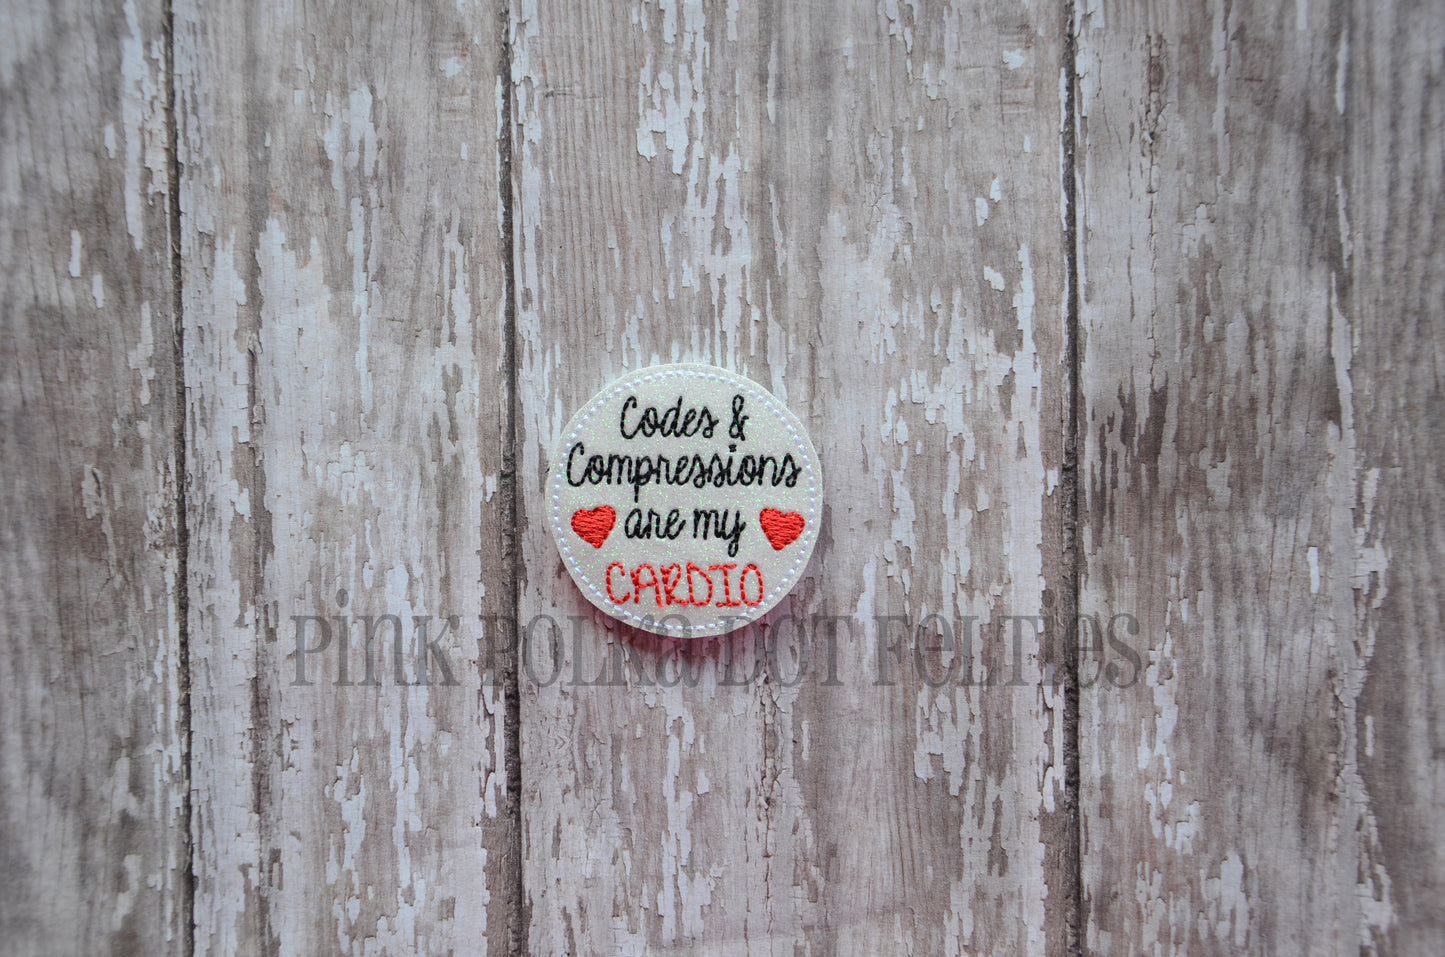 Codes &
Compressions
are my
CARDIO
"Pink Polka Dot Felties"